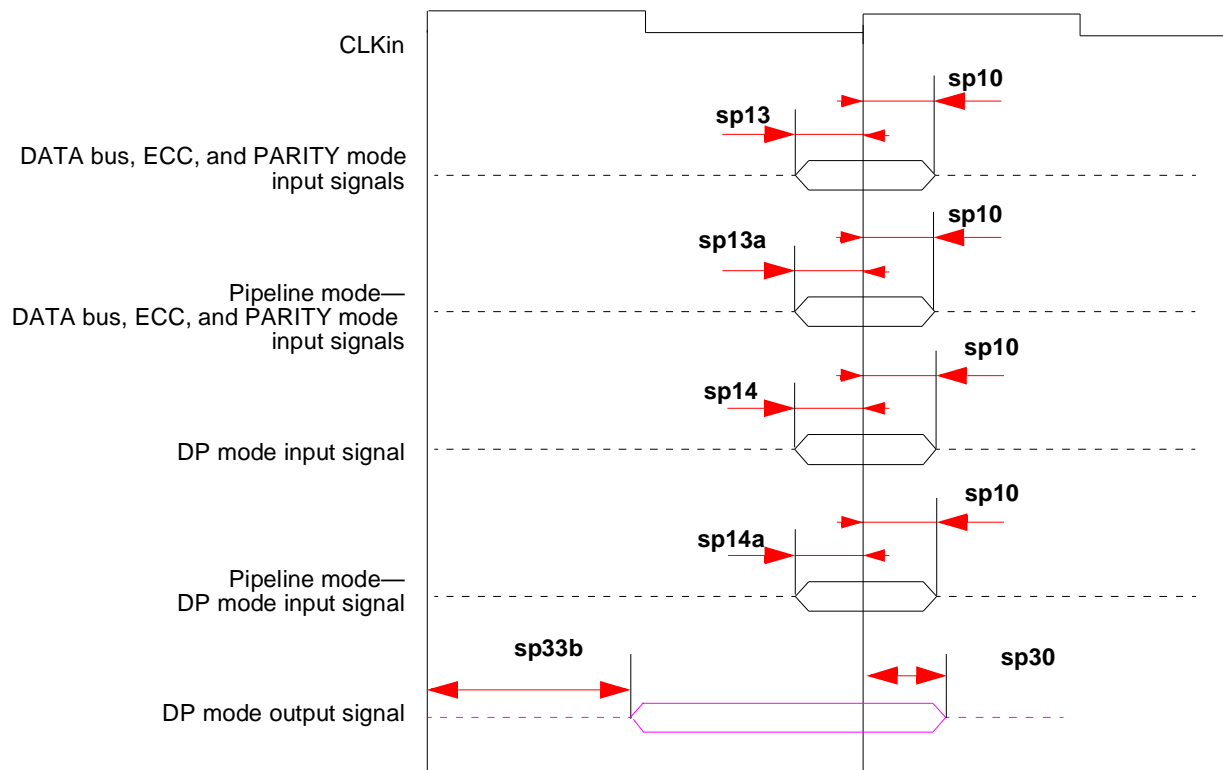 CLKin
sp10
sp13
DATA bus, ECC, and PARITY mode
input signals
sp10
sp13a
Pipeline mode—
DATA bus, ECC, and PARITY mode
input signals
sp10
sp14
DP mode input signal
sp10
sp14a
Pipeline mode—
DP mode input signal
sp33b
sp30
DP mode output signal